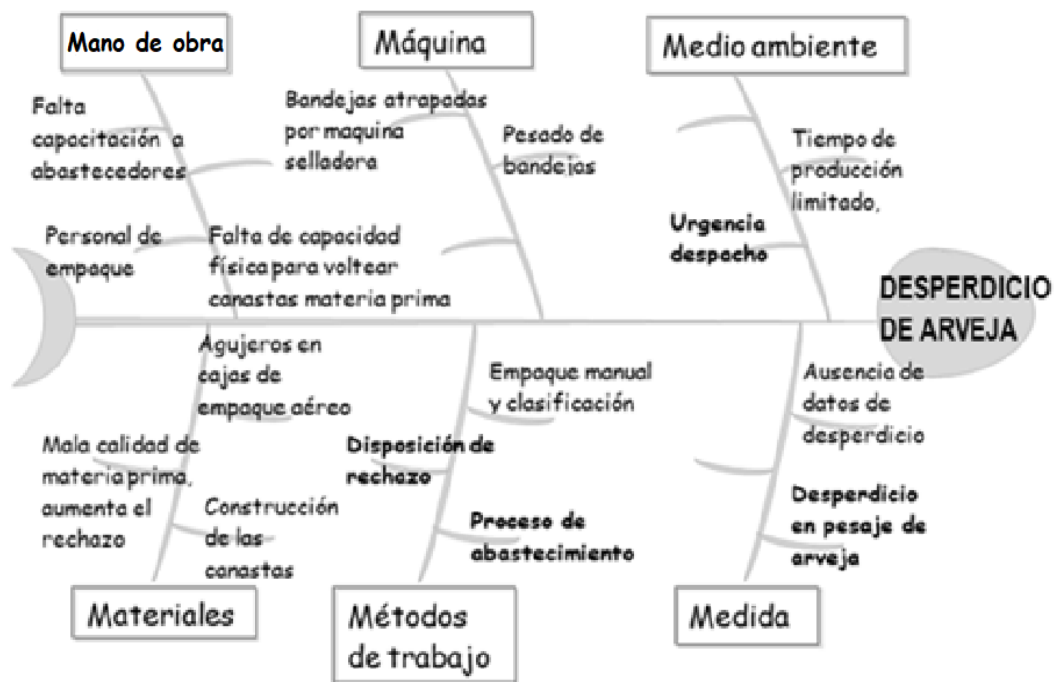 Mano de obra
Máquina
Medio ambiente
Falta
capacitación a
abastecedores
Bandejas atrapadas
por maquina
selladora
Pesado de
bandejas
Tiempo de
producción
limitado,
Personal de
empaque
Falta de capacidad
física para voltear
canastas materia prima
Urgencia
despacho
DESPERDICIO
DE ARVEJA
Agujeros en
cajas de
empaque aéreo
Empaque manual
y clasificación
Ausencia de
datos de
desperdicio
Mala calidad de
materia prima,
aumenta el
rechazo
Disposición de
rechazo
Construcción
de las
canastas
Proceso de
abastecimiento
Desperdicio
en pesaje de
arveja
Materiales
Métodos
de trabajo
Medida